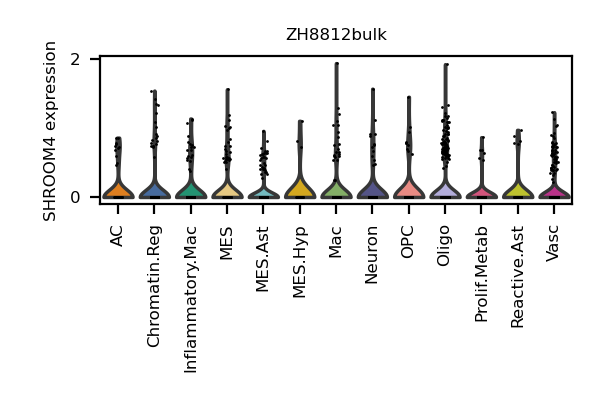 ZH8812bulk
SHROOM4 expression
2
0
AC
Chromatin.Reg
Inflammatory.Mac
MES
MES.Ast
MES.Hyp
Mac
Neuron
OPC
Oligo
Prolif.Metab
Reactive.Ast
Vasc